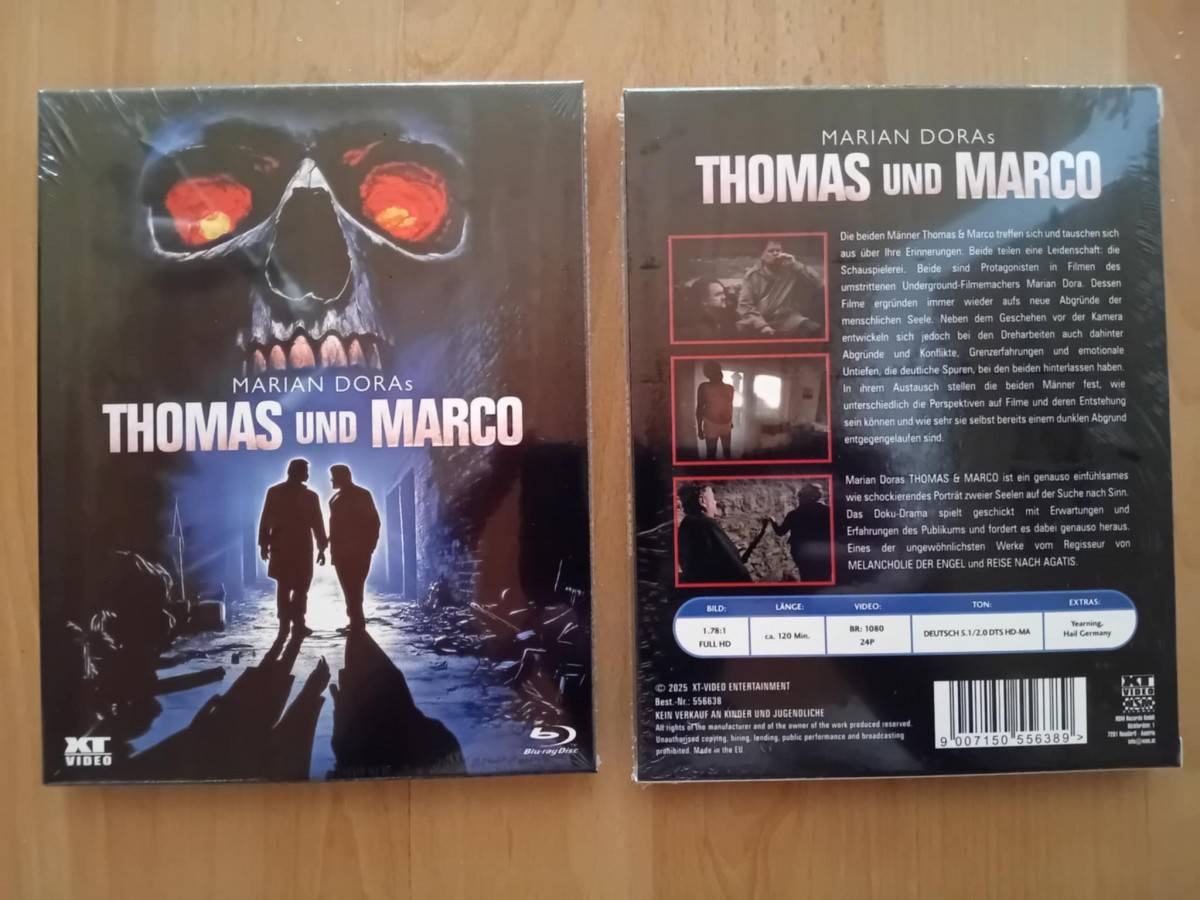 MARIAN DORAs
THOMAS UND MARCO
XT
VIDEO
Blu-ray Disc
MARIAN DORAs
THOMAS UND MARCO
Die beiden Männer Thomas & Marco treffen sich und tauschen sich
aus über Ihre Erinnerungen. Beide teilen eine Leidenschaft: die
Schauspielerei. Beide sind Protagonisten in Filmen des
umstrittenen Underground-Filmemachers Marian Dora. Dessen
Filme ergründen immer wieder aufs neue Abgründe der
menschlichen Seele. Neben dem Geschehen vor der Kamera
entwickeln sich jedoch bei den Dreharbeiten auch dahinter
Abgründe und Konflikte, Grenzerfahrungen und emotionale
Untiefen, die deutliche Spuren, bei den beiden hinterlassen haben.
In ihrem Austausch stellen die beiden Männer fest, wie
unterschiedlich die Perspektiven auf Filme und deren Entstehung
sein können und wie sehr sie selbst bereits einem dunklen Abgrund
entgegengelaufen sind.
Marian Doras THOMAS & MARCO ist ein genauso einfühlsames
wie schockierendes Porträt zweier Seelen auf der Suche nach Sinn.
Das Doku-Drama spielt geschickt mit Erwartungen und
Erfahrungen des Publikums und fordert es dabei genauso heraus.
Eines der ungewöhnlichsten Werke vom Regisseur von
MELANCHOLIE DER ENGEL und REISE NACH AGATIS.
BILD: LÄNGE: VIDEO: TON: EXTRAS:
1.78:1 ca. 120 Min. BR: 1080 DEUTSCH 5.1/2.0 DTS HD-MA Yearning,
FULL HD 24P Hail Germany
© 2025 XT-VIDEO ENTERTAINMENT
Best.-Nr.: 556638
KEIN VERKAUF AN KINDER UND JUGENDLICHE
All rights of the manufacturer and of the owner of the work produced reserved.
Unauthorised copying, hiring, lending, public performance and broadcasting
prohibited. Made in the EU
9 007150 556389 >
XT
VIDEO